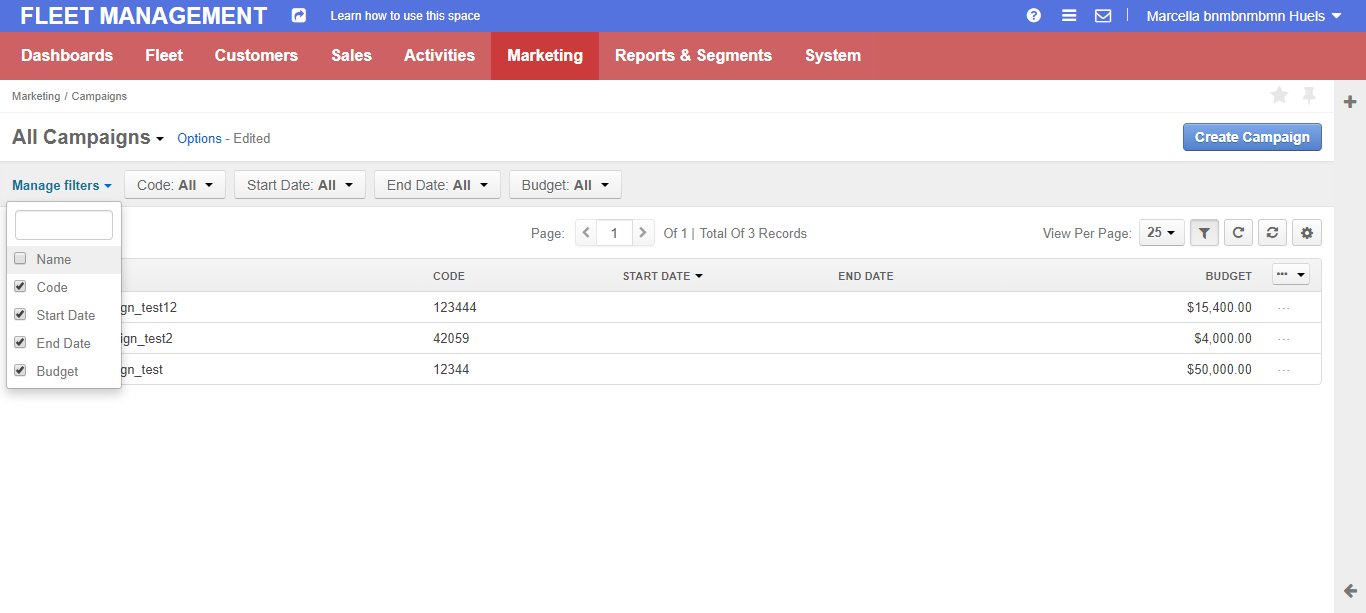 FLEET MANAGEMENT Learn how to use this space Marcella bnmbnmbmn Huels
Dashboards Fleet Customers Sales Activities Marketing Reports & Segments System
Marketing / Campaigns
All Campaigns Options - Edited Create Campaign
Manage filters Code: All Start Date: All End Date: All Budget: All
Page: 1 Of 1 | Total Of 3 Records View Per Page: 25
Name
Code
Start Date
End Date
Budget
CODE START DATE END DATE BUDGET
gn_test12 123444 $15,400.00
ign_test2 42059 $4,000.00
gn_test 12344 $50,000.00